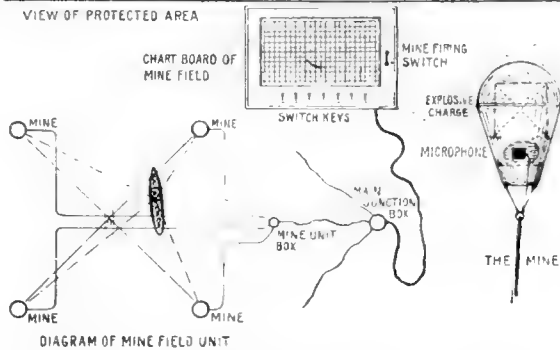 VIEW OF PROTECTED AREA
CHART BOARD OF
MINE FIELD
MINE FIRING
SWITCH
SWITCH KEYS
EXPLOSIVE
CHARGE
MICROPHONE
MINE
MINE
MAIN
JUNCTION
BOX
MINE UNIT
BOX
THE MINE
MINE
MINE
DIAGRAM OF MINE FIELD UNIT